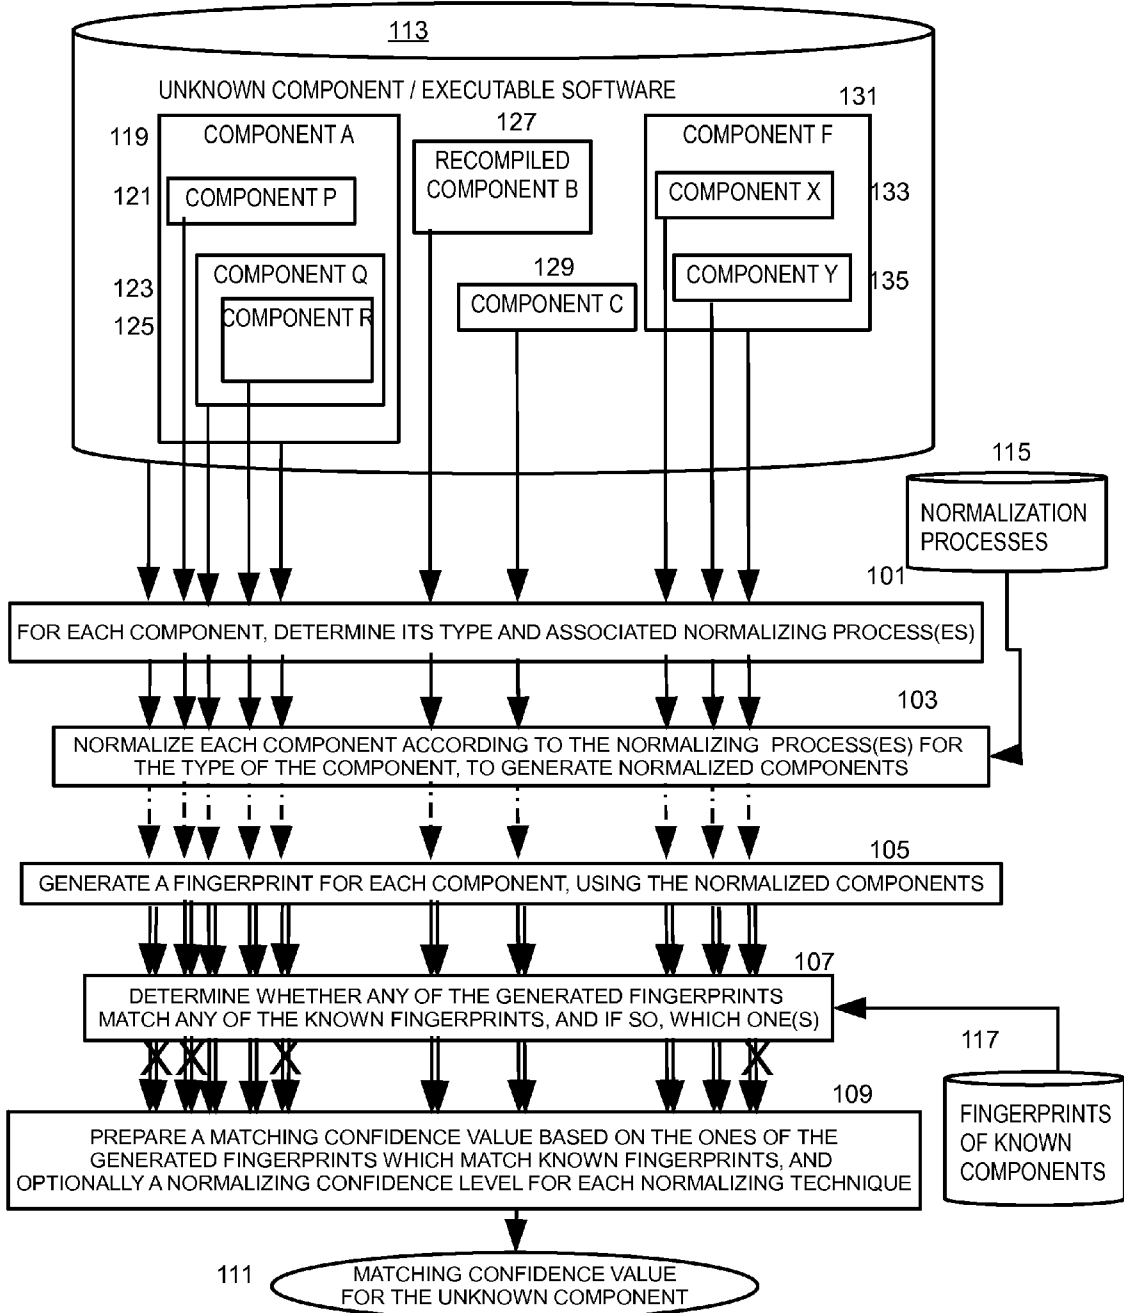 113
UNKNOWN COMPONENT / EXECUTABLE SOFTWARE
119
COMPONENT A
121
COMPONENT P
123
COMPONENT Q
125
COMPONENT R
127
RECOMPILED
COMPONENT B
129
COMPONENT C
131
COMPONENT F
COMPONENT X
133
COMPONENT Y
135
115
NORMALIZATION
PROCESSES
101
FOR EACH COMPONENT, DETERMINE ITS TYPE AND ASSOCIATED NORMALIZING PROCESS(ES)
103
NORMALIZE EACH COMPONENT ACCORDING TO THE NORMALIZING PROCESS(ES) FOR
THE TYPE OF THE COMPONENT, TO GENERATE NORMALIZED COMPONENTS
105
GENERATE A FINGERPRINT FOR EACH COMPONENT, USING THE NORMALIZED COMPONENTS
107
DETERMINE WHETHER ANY OF THE GENERATED FINGERPRINTS
MATCH ANY OF THE KNOWN FINGERPRINTS, AND IF SO, WHICH ONE(S)
X X X X
117
FINGERPRINTS
OF KNOWN
COMPONENTS
109
PREPARE A MATCHING CONFIDENCE VALUE BASED ON THE ONES OF THE
GENERATED FINGERPRINTS WHICH MATCH KNOWN FINGERPRINTS, AND
OPTIONALLY A NORMALIZING CONFIDENCE LEVEL FOR EACH NORMALIZING TECHNIQUE
111
MATCHING CONFIDENCE VALUE
FOR THE UNKNOWN COMPONENT